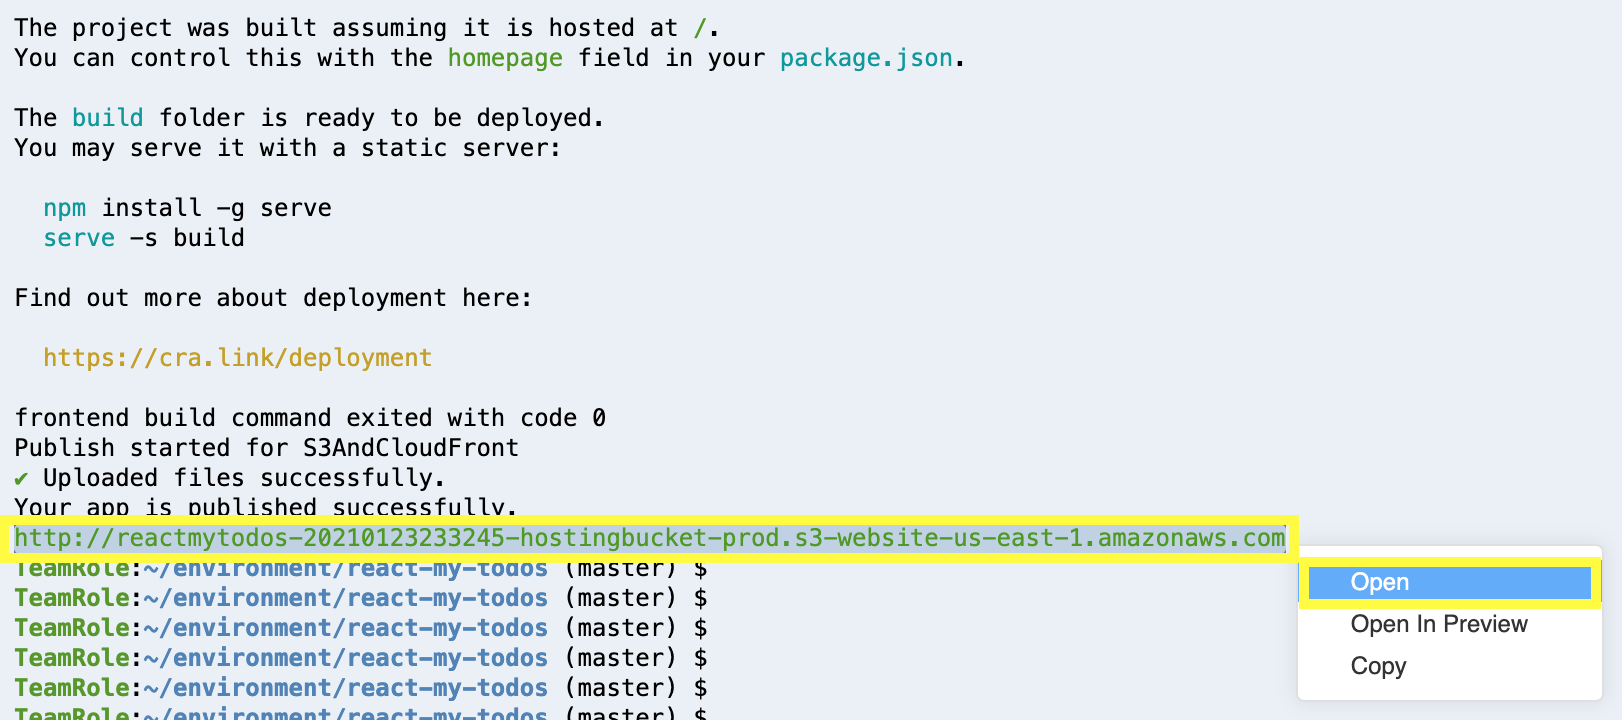 The project was built assuming it is hosted at /.
You can control this with the homepage field in your package.json.
The build folder is ready to be deployed.
You may serve it with a static server:
npm install -g serve
serve -s build
Find out more about deployment here:
https://cra.link/deployment
frontend build command exited with code 0
Publish started for S3AndCloudFront
✔ Uploaded files successfully.
Your app is published successfully.
http://reactmytodos-20210123233245-hostingbucket-prod.s3-website-us-east-1.amazonaws.com
TeamRole:~/environment/react-my-todos (master) $
TeamRole:~/environment/react-my-todos (master) $
TeamRole:~/environment/react-my-todos (master) $
TeamRole:~/environment/react-my-todos (master) $
TeamRole:~/environment/react-my-todos (master) $
TeamRole:~/environment/react-my-todos (master) $
Open
Open In Preview
Copy